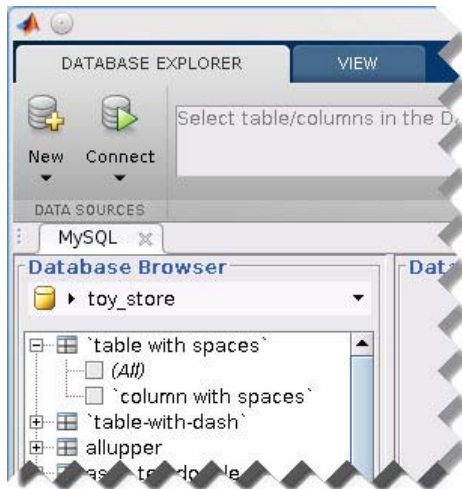 DATABASE EXPLORER
VIEW
Select table/columns in the D
New
Connect
DATA SOURCES
MySQL
Database Browser
Data
toy_store
`table with spaces`
(All)
`column with spaces`
`table-with-dash`
allupper